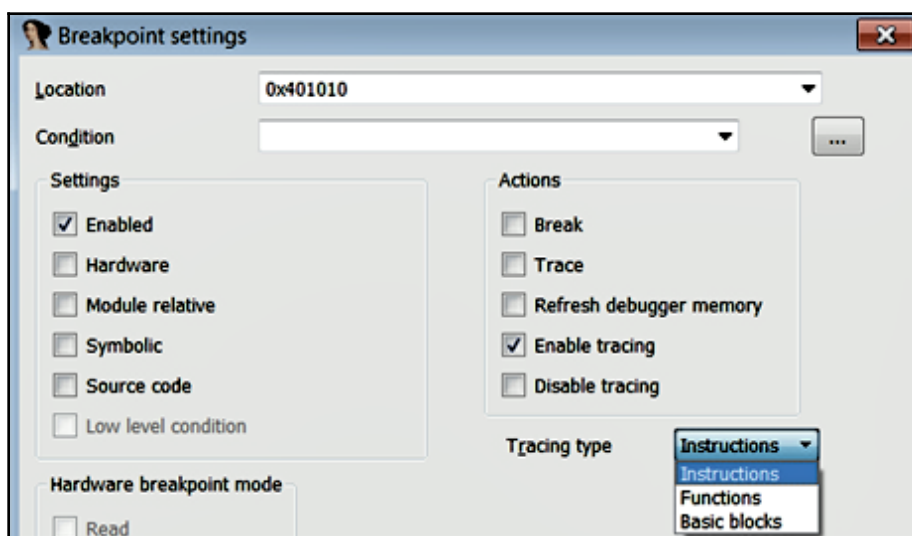 Breakpoint settings
Location 0x401010
Condition ...
Settings
Enabled
Hardware
Module relative
Symbolic
Source code
Low level condition
Hardware breakpoint mode
Read
Actions
Break
Trace
Refresh debugger memory
Enable tracing
Disable tracing
Tracing type Instructions
Instructions
Functions
Basic blocks